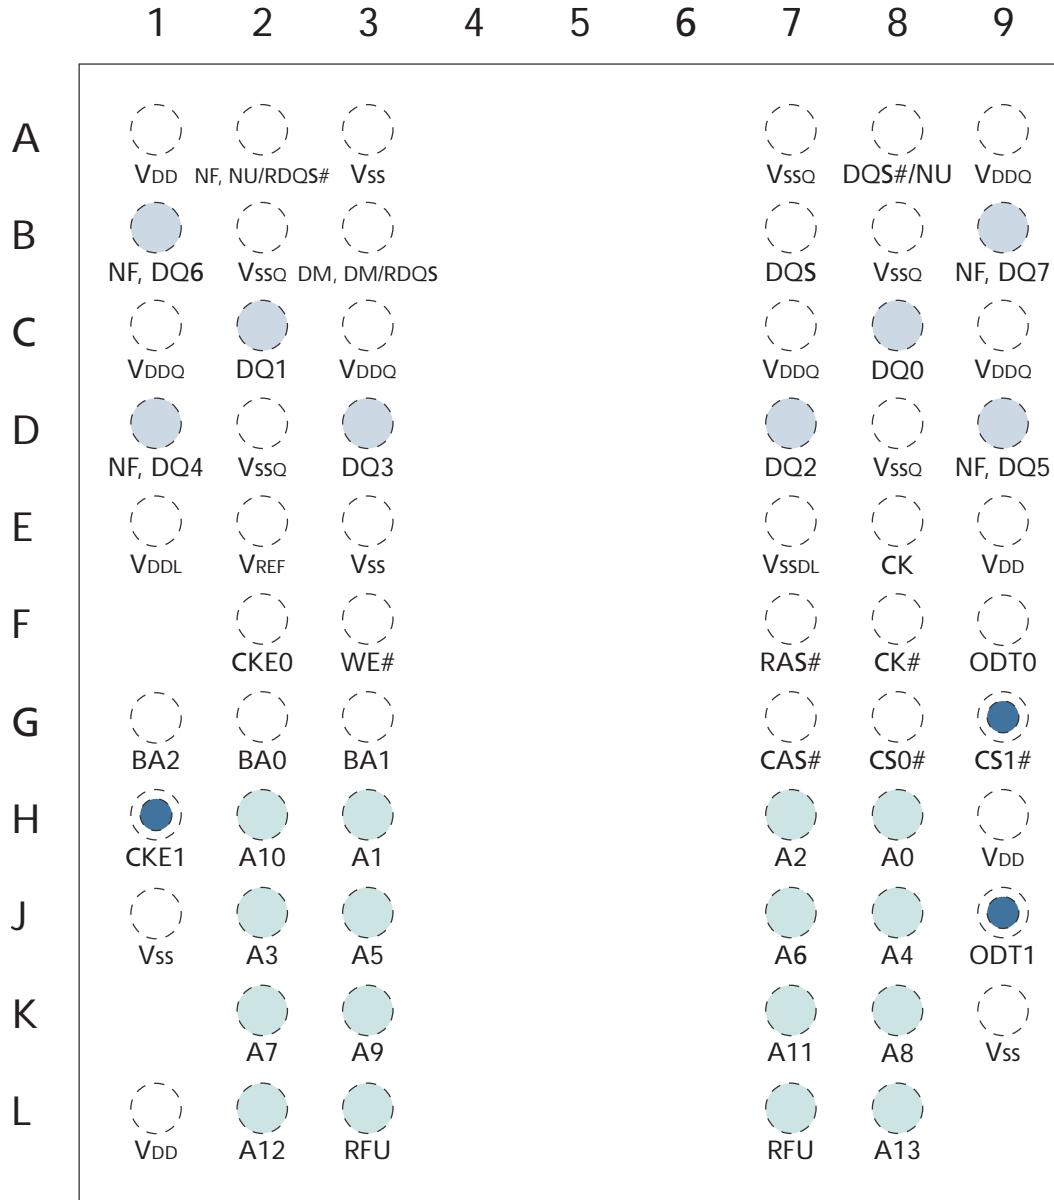 1 2 3 4 5 6 7 8 9
A
VDD NF, NU/RDQS# VSS VSSQ DQS#/NU VDDQ
B
NF, DQ6 VSSQ DM, DM/RDQS DQS VSSQ NF, DQ7
C
VDDQ DQ1 VDDQ VDDQ DQ0 VDDQ
D
NF, DQ4 VSSQ DQ3 DQ2 VSSQ NF, DQ5
E
VDDL VREF VSS VSSDL CK VDD
F
CKE0 WE# RAS# CK# ODT0
G
BA2 BA0 BA1 CAS# CS0# CS1#
H
CKE1 A10 A1 A2 A0 VDD
J
VSS A3 A5 A6 A4 ODT1
K
A7 A9 A11 A8 VSS
L
VDD A12 RFU RFU A13